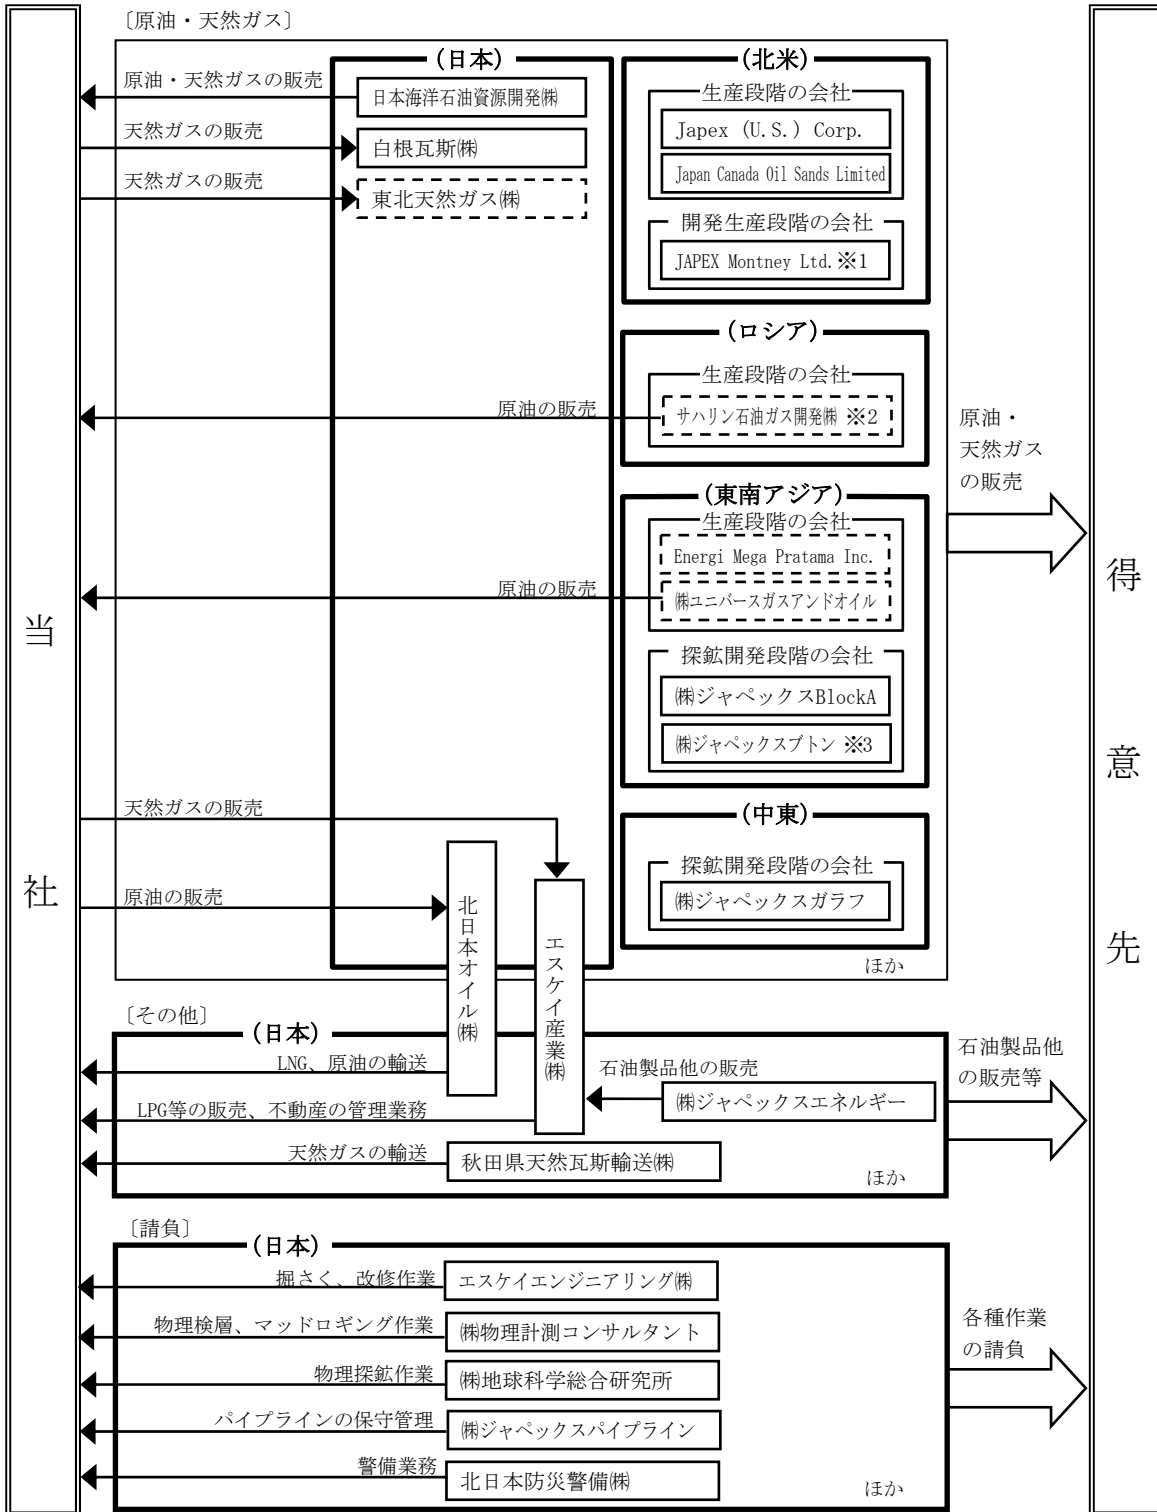 〔原油・天然ガス〕
(日本)
原油・天然ガスの販売
日本海洋石油資源開発㈱
天然ガスの販売
白根瓦斯㈱
天然ガスの販売
東北天然ガス㈱
(北米)
生産段階の会社
Japex (U.S.) Corp.
Japan Canada Oil Sands Limited
開発生産段階の会社
JAPEX Montney Ltd.※1
(ロシア)
生産段階の会社
原油の販売
サハリン石油ガス開発㈱ ※2
(東南アジア)
生産段階の会社
Energi Mega Pratama Inc.
原油の販売
㈱ユニバースガスアンドオイル
探鉱開発段階の会社
㈱ジャペックスBlockA
㈱ジャペックスブトン ※3
(中東)
探鉱開発段階の会社
㈱ジャペックスガラフ
ほか
天然ガスの販売
原油の販売
北日本オイル㈱
エスケイ産業㈱
原油・
天然ガス
の販売
当社
得意先
〔その他〕
(日本)
LNG、原油の輸送
LPG等の販売、不動産の管理業務
石油製品他の販売
㈱ジャペックスエネルギー
天然ガスの輸送
秋田県天然瓦斯輸送㈱
ほか
石油製品他
の販売等
〔請負〕
(日本)
掘さく、改修作業
エスケイエンジニアリング㈱
物理検層、マッドロギング作業
㈱物理計測コンサルタント
物理探鉱作業
㈱地球科学総合研究所
パイプラインの保守管理
㈱ジャペックスパイプライン
警備業務
北日本防災警備㈱
ほか
各種作業
の請負